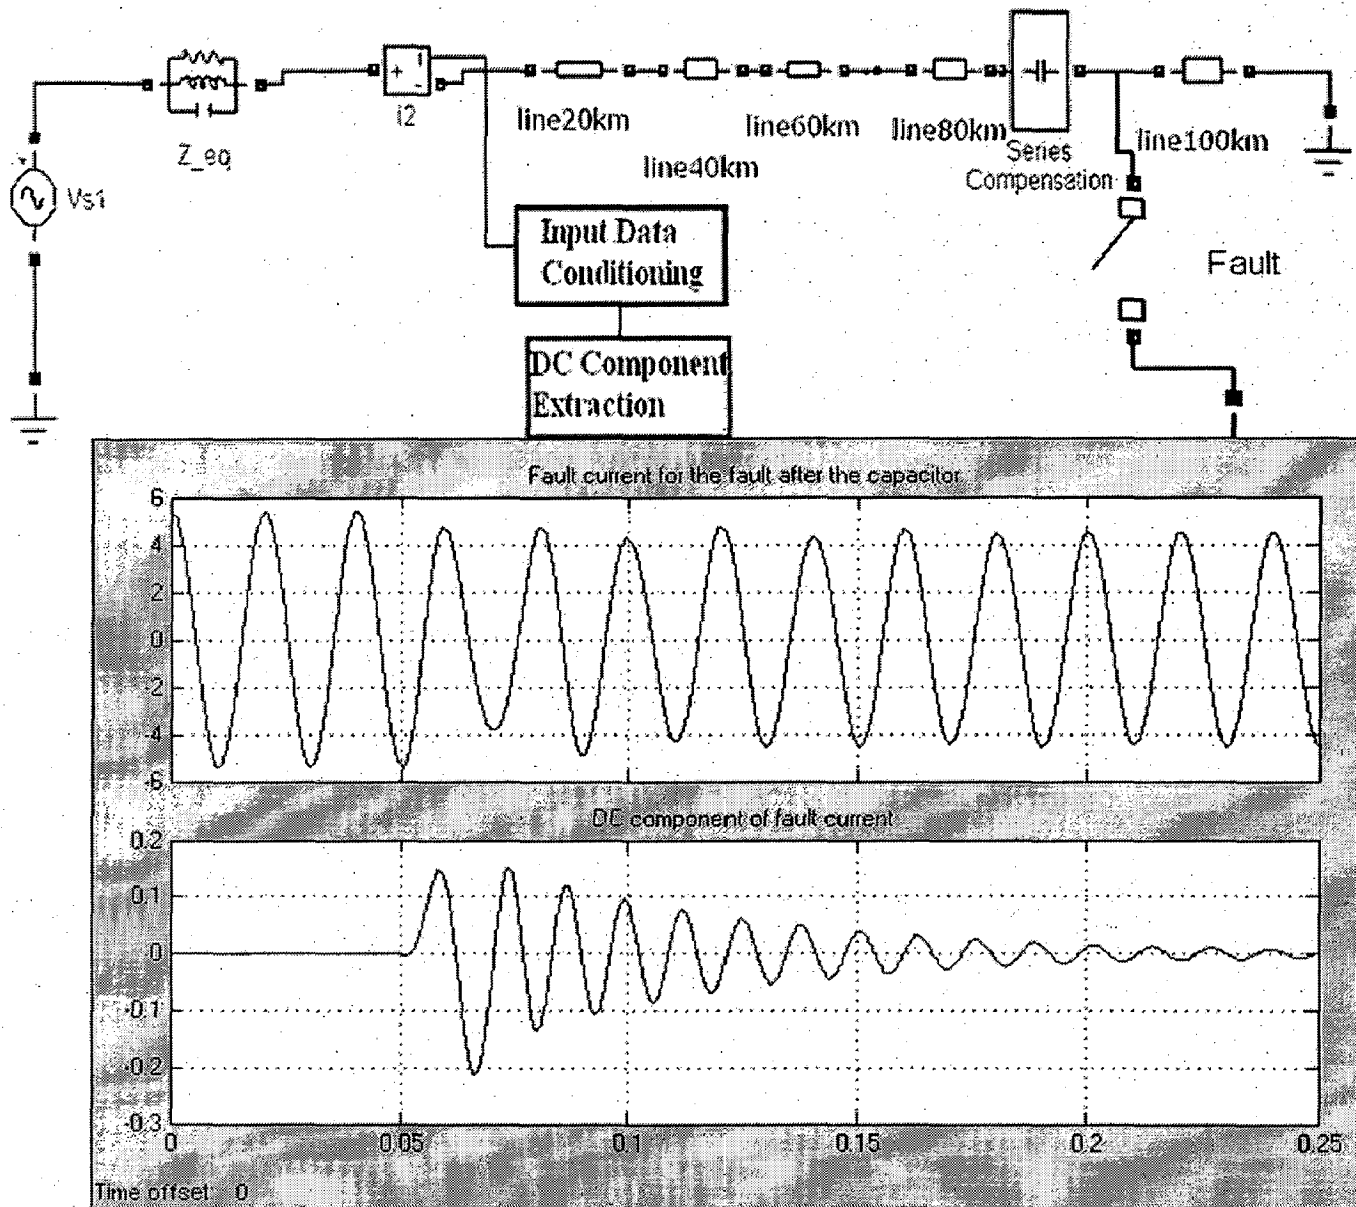 Z_eq
Vs1
i2
line20km
line40km
line60km
line80km
Series
Compensation
line100km
Input Data
Conditioning
DC Component
Extraction
Fault
Fault current for the fault after the capacitor
6
4
2
0
-2
-4
-6
DC component of fault current
0.2
0.1
0
-0.1
-0.2
-0.3
0 0.05 0.1 0.15 0.2 0.25
Time offset: 0